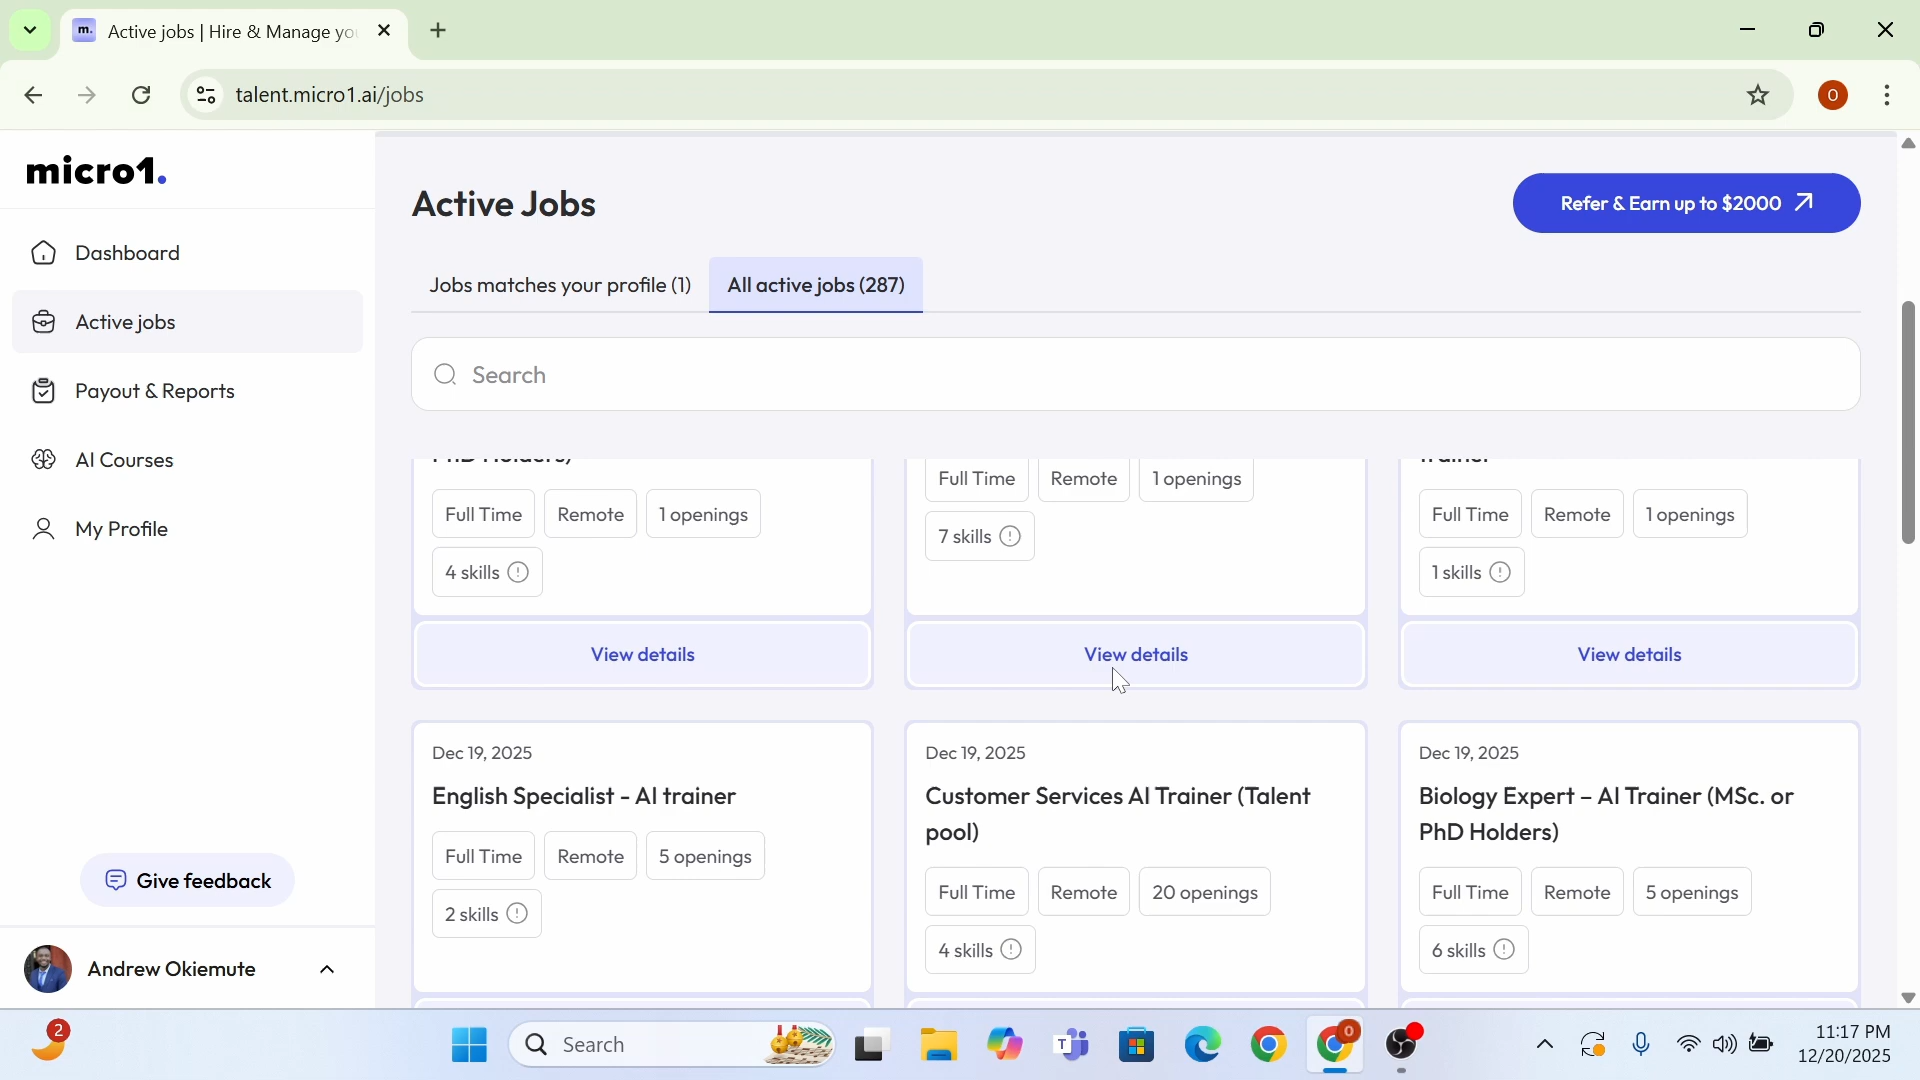 m. Active jobs | Hire & Manage you
talent.micro1.ai/jobs
O
micro1.
Dashboard
Active jobs
Payout & Reports
AI Courses
My Profile
Give feedback
Andrew Okiemute
Active Jobs
Refer & Earn up to $2000
Jobs matches your profile (1)
All active jobs (287)
Search
PhD Holders)
Full Time
Remote
1 openings
4 skills
View details
Full Time
Remote
1 openings
7 skills
View details
Trainer
Full Time
Remote
1 openings
1 skills
View details
Dec 19, 2025
English Specialist - AI trainer
Full Time
Remote
5 openings
2 skills
Dec 19, 2025
Customer Services AI Trainer (Talent
pool)
Full Time
Remote
20 openings
4 skills
Dec 19, 2025
Biology Expert – AI Trainer (MSc. or
PhD Holders)
Full Time
Remote
5 openings
6 skills
2
Search
T
O
11:17 PM
12/20/2025